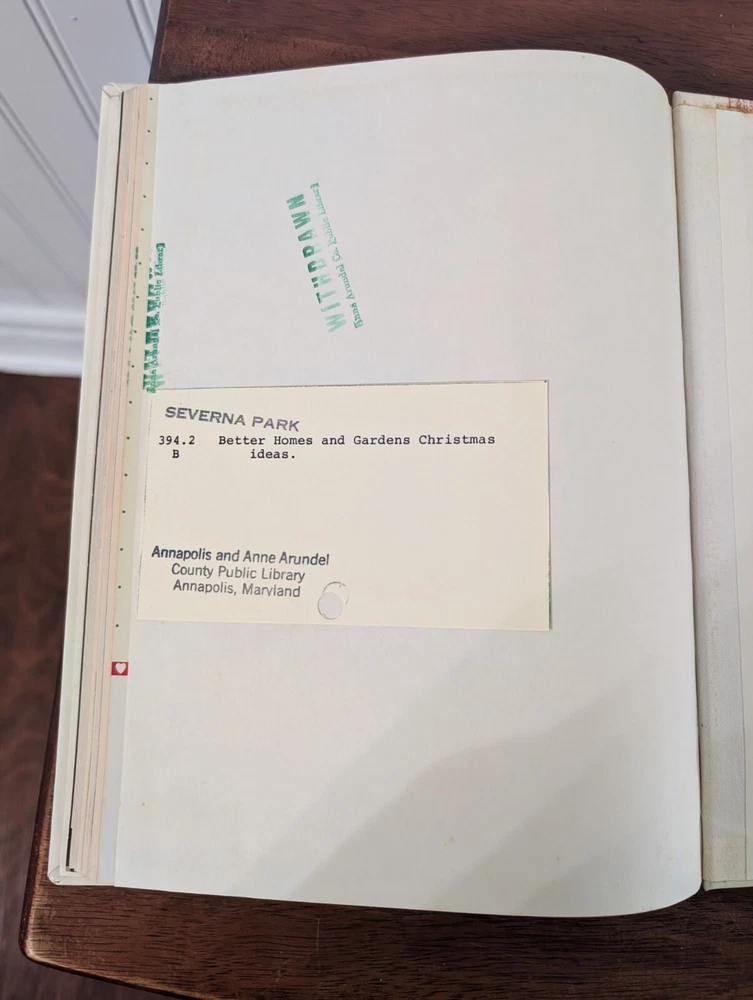 WITHDRAWN
Anne Arundel Co. Public Library
SEVERNA PARK
394.2 Better Homes and Gardens Christmas
B ideas.
Annapolis and Anne Arundel
County Public Library
Annapolis, Maryland